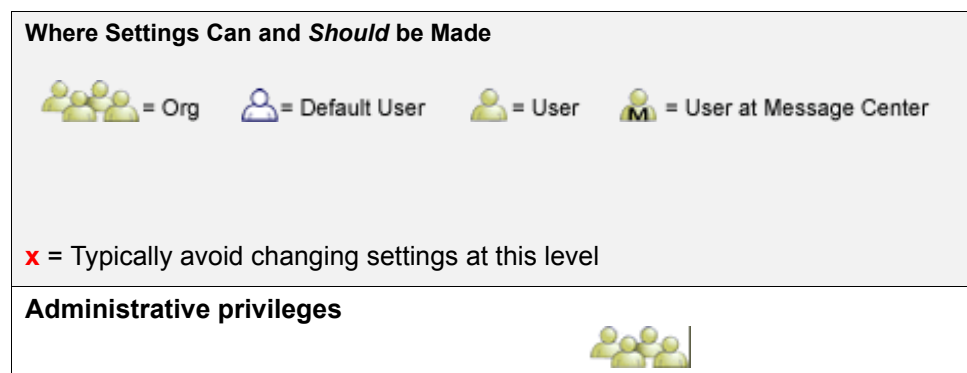 Where Settings Can and Should be Made
= Org = Default User = User M = User at Message Center
x = Typically avoid changing settings at this level
Administrative privileges